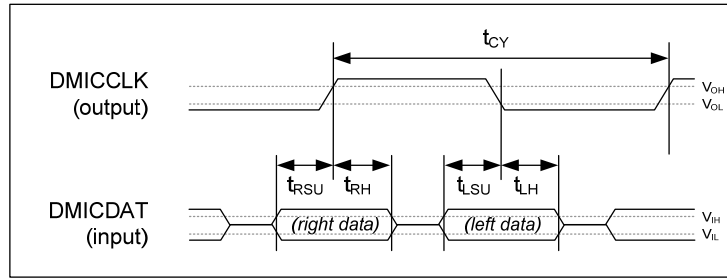 tCY
DMICCLK
(output)
VOH
VOL
tRSU tRH tLSU tLH
DMICDAT
(input)
(right data) (left data)
VIH
VIL